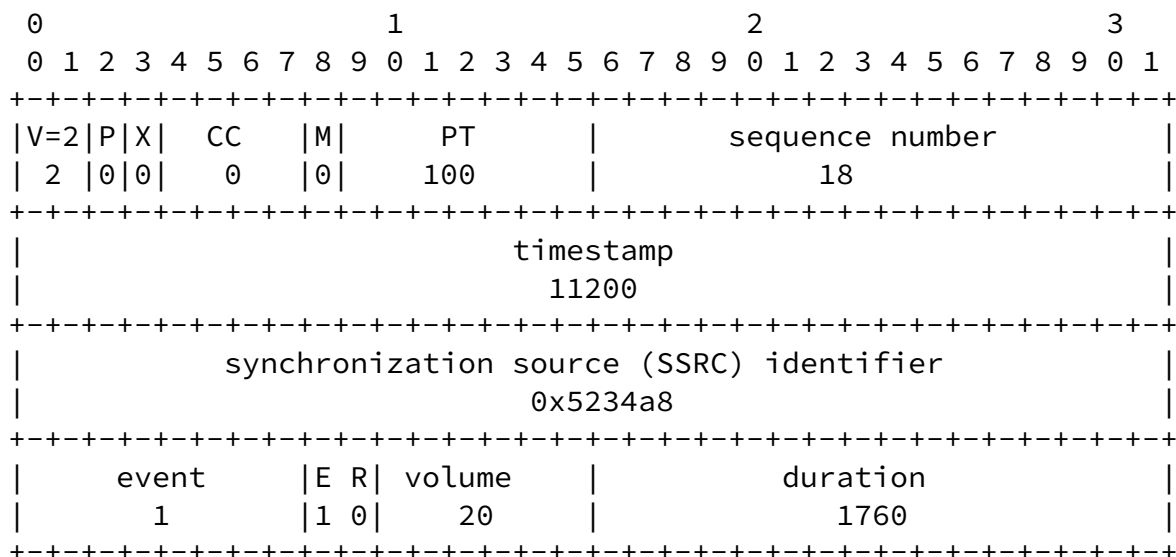 0                   1                   2                   3
 0 1 2 3 4 5 6 7 8 9 0 1 2 3 4 5 6 7 8 9 0 1 2 3 4 5 6 7 8 9 0 1
+-+-+-+-+-+-+-+-+-+-+-+-+-+-+-+-+-+-+-+-+-+-+-+-+-+-+-+-+-+-+-+-+
|V=2|P|X|  CC   |M|     PT      |       sequence number         |
| 2 |0|0|   0   |0|    100      |            18                 |
+-+-+-+-+-+-+-+-+-+-+-+-+-+-+-+-+-+-+-+-+-+-+-+-+-+-+-+-+-+-+-+-+
|                           timestamp                           |
|                             11200                             |
+-+-+-+-+-+-+-+-+-+-+-+-+-+-+-+-+-+-+-+-+-+-+-+-+-+-+-+-+-+-+-+-+
|           synchronization source (SSRC) identifier            |
|                            0x5234a8                           |
+-+-+-+-+-+-+-+-+-+-+-+-+-+-+-+-+-+-+-+-+-+-+-+-+-+-+-+-+-+-+-+-+
|     event     |E R| volume    |          duration             |
|       1       |1 0|    20     |             1760              |
+-+-+-+-+-+-+-+-+-+-+-+-+-+-+-+-+-+-+-+-+-+-+-+-+-+-+-+-+-+-+-+-+